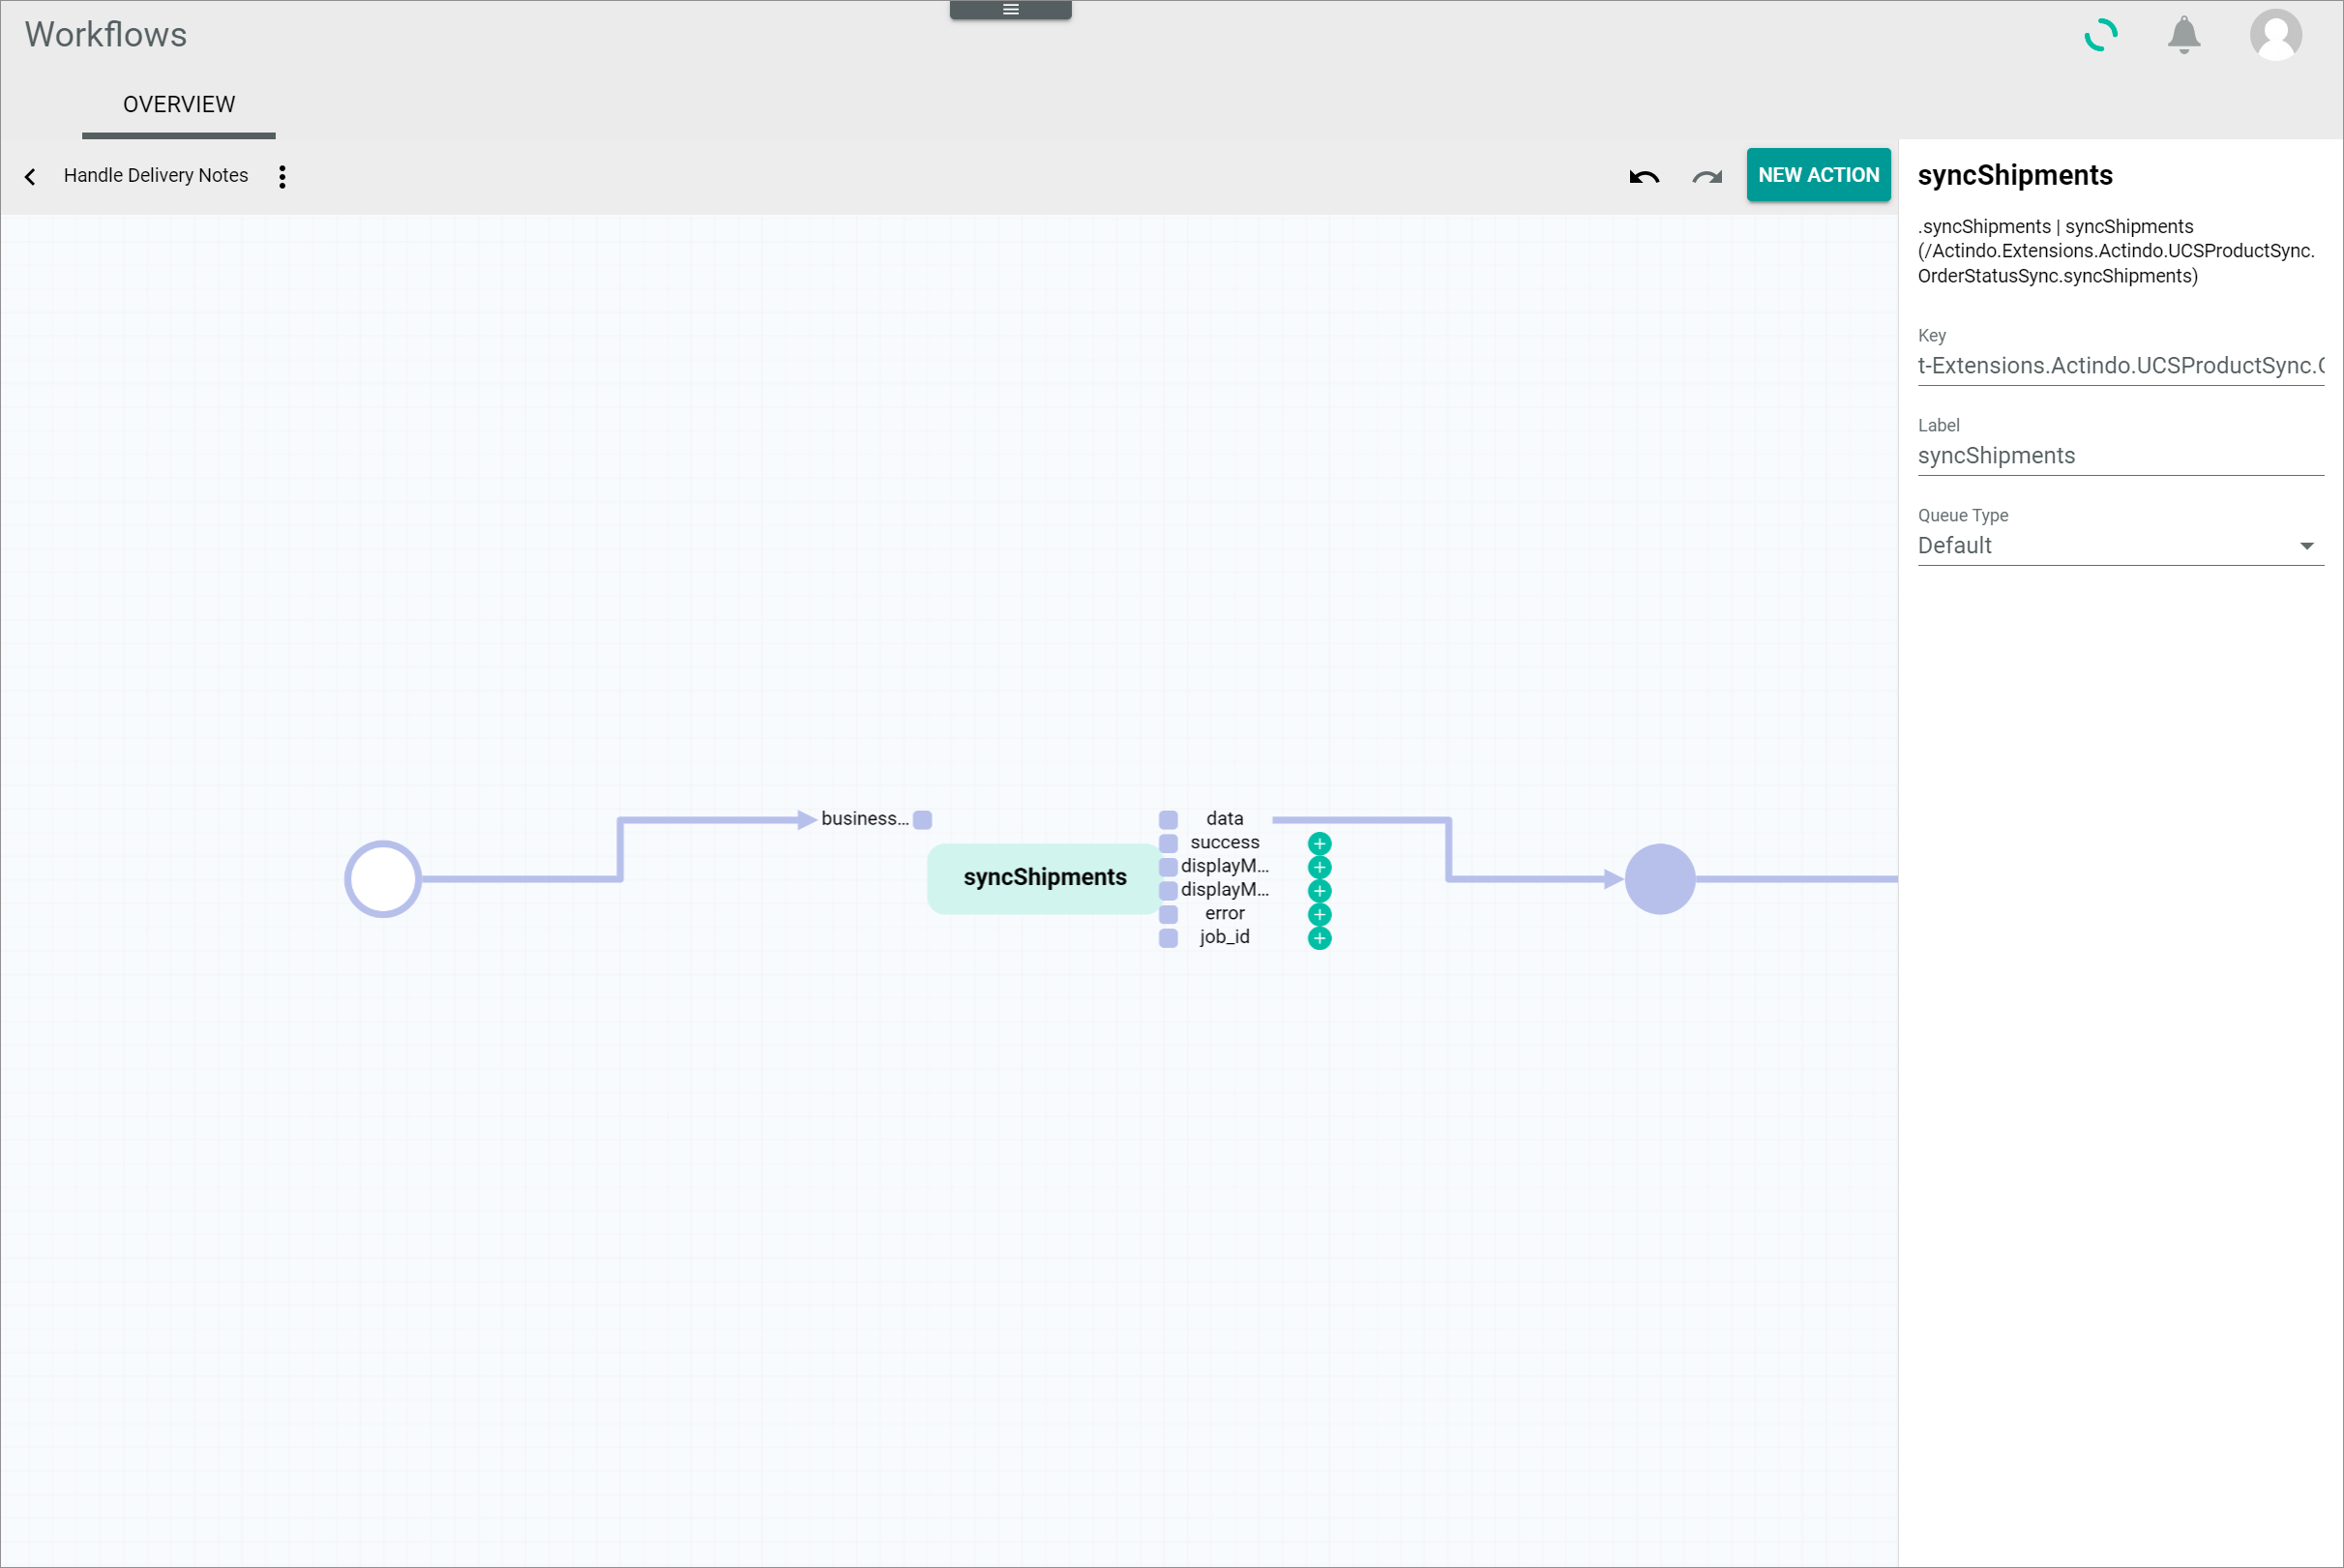 Workflows
OVERVIEW
Handle Delivery Notes
NEW ACTION
syncShipments
.syncShipments | syncShipments
(/Actindo.Extensions.Actindo.UCSProductSync.
OrderStatusSync.syncShipments)
Key
t-Extensions.Actindo.UCSProductSync.
Label
syncShipments
Queue Type
Default
business...
syncShipments
data
success
displayM...
displayM...
error
job_id